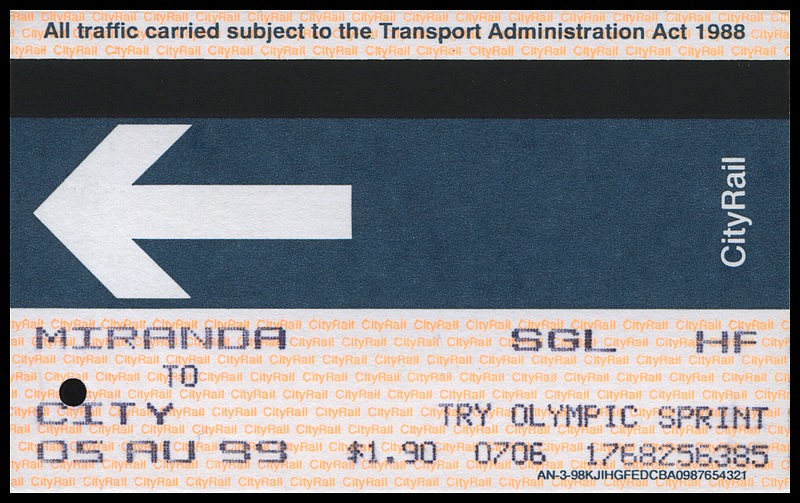 All traffic carried subject to the Transport Administration Act 1988
CityRail
MIRANDA SGL HF
TO
CITY TRY OLYMPIC SPRINT
05 AU 99 $1.90 0706 1768256385
AN-3-98KJIHGFEDCBA0987654321